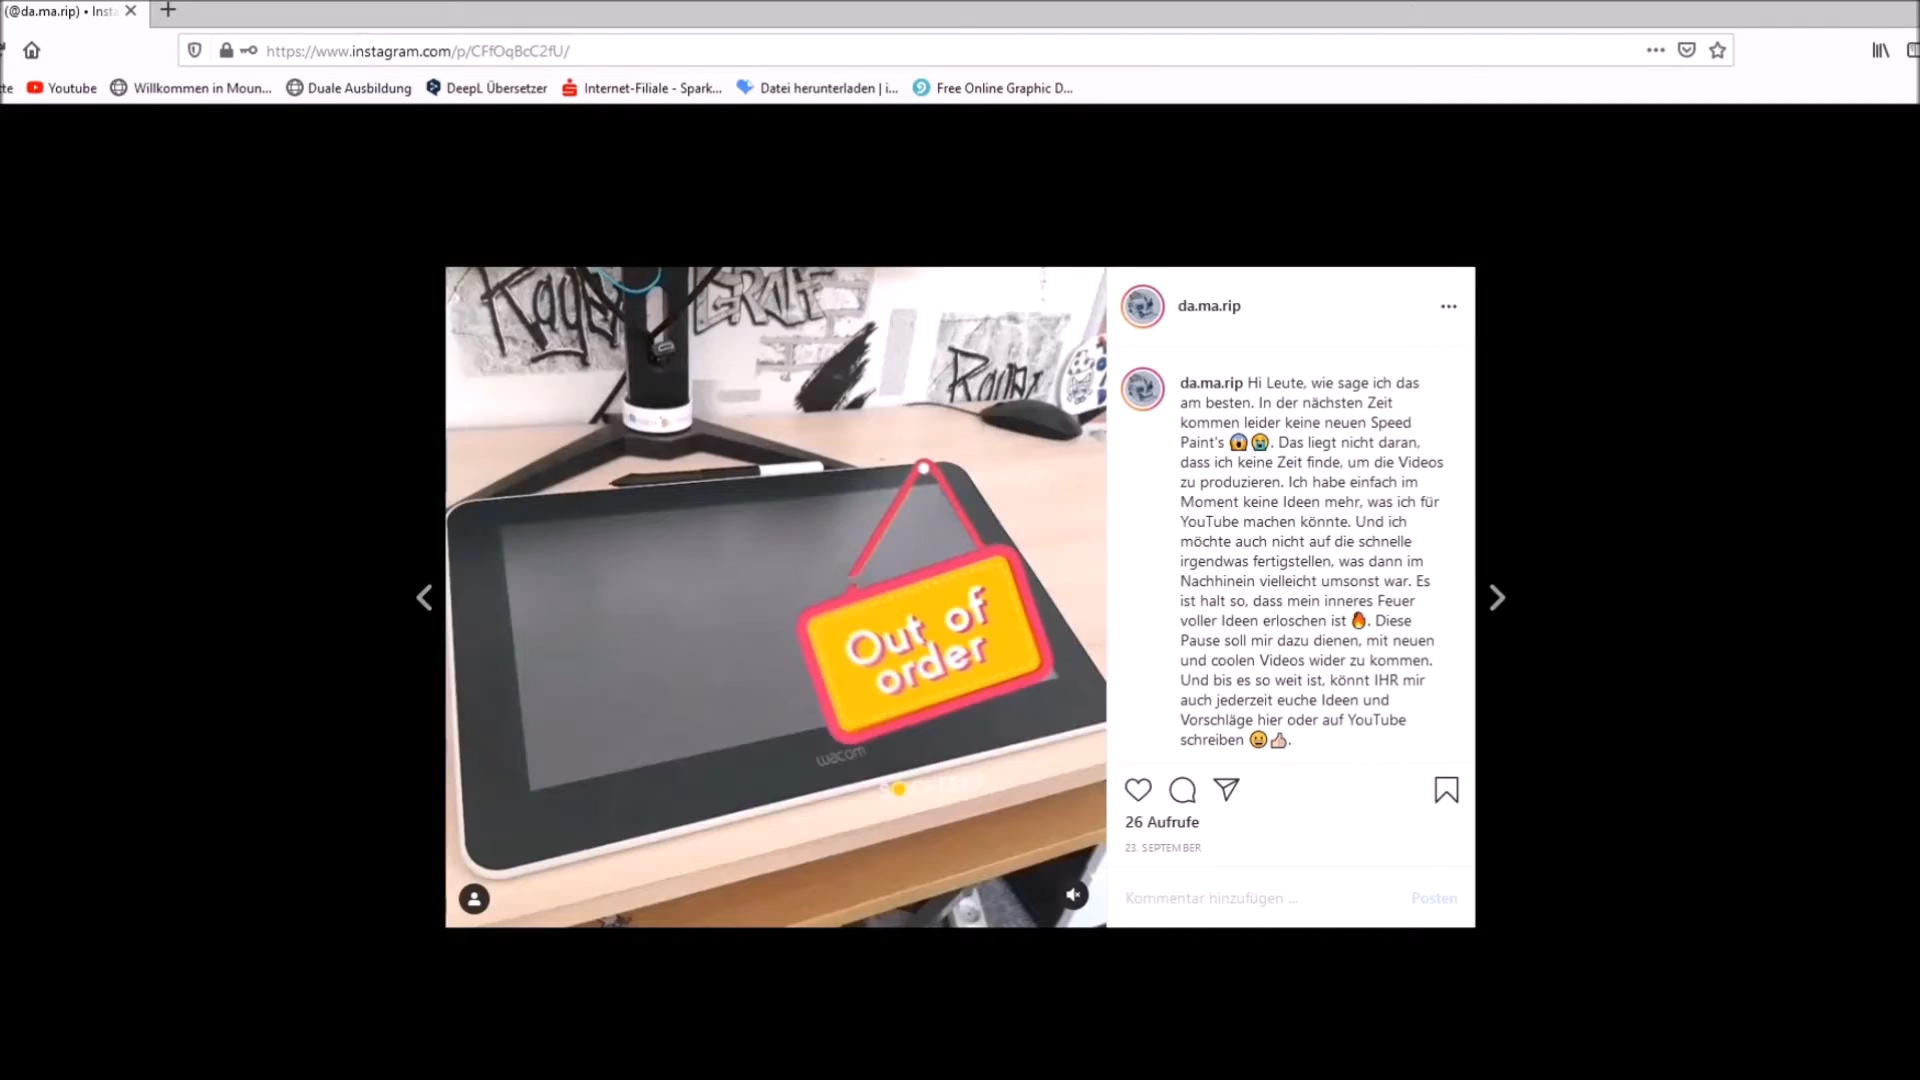 (@da.ma.rip) • Inst
https://www.instagram.com/p/CFfOqBcC2fU/
Youtube
Willkommen in Moun...
Duale Ausbildung
DeepL Übersetzer
Internet-Filiale - Spark...
Datei herunterladen | i...
Free Online Graphic D...
Out of
order
wacom
da.ma.rip
da.ma.rip Hi Leute, wie sage ich das
am besten. In der nächsten Zeit
kommen leider keine neuen Speed
Paint's 😱😭. Das liegt nicht daran,
dass ich keine Zeit finde, um die Videos
zu produzieren. Ich habe einfach im
Moment keine Ideen mehr, was ich für
YouTube machen könnte. Und ich
möchte auch nicht auf die schnelle
irgendwas fertigstellen, was dann im
Nachhinein vielleicht umsonst war. Es
ist halt so, dass mein inneres Feuer
voller Ideen erloschen ist 🔥. Diese
Pause soll mir dazu dienen, mit neuen
und coolen Videos wider zu kommen.
Und bis es so weit ist, könnt IHR mir
auch jederzeit euche Ideen und
Vorschläge hier oder auf YouTube
schreiben 😀👍🏻.
26 Aufrufe
23. SEPTEMBER
Kommentar hinzufügen ...
Posten